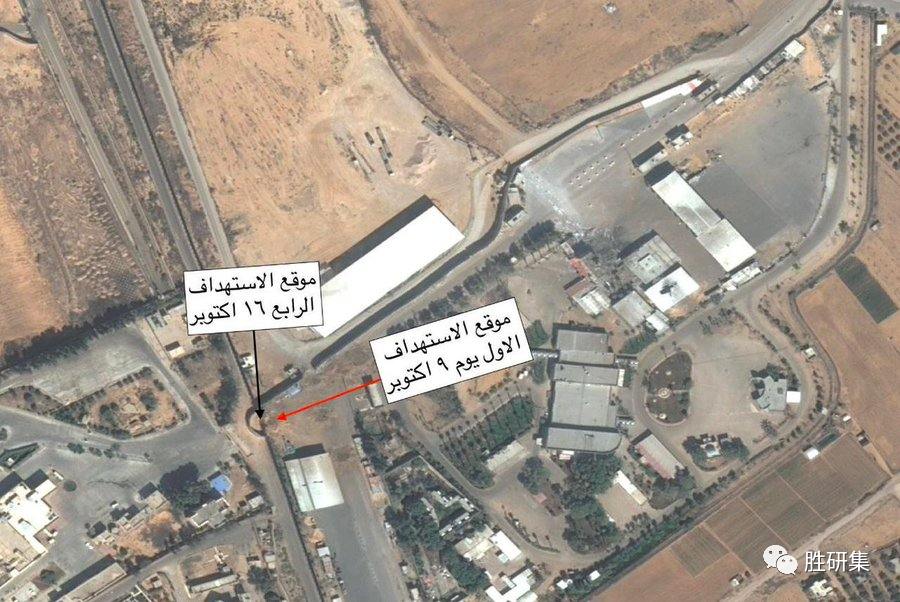 موقع الاستهداف
الرابع ١٦ اكتوبر
موقع الاستهداف
الاول يوم ٩ اكتوبر
胜研集